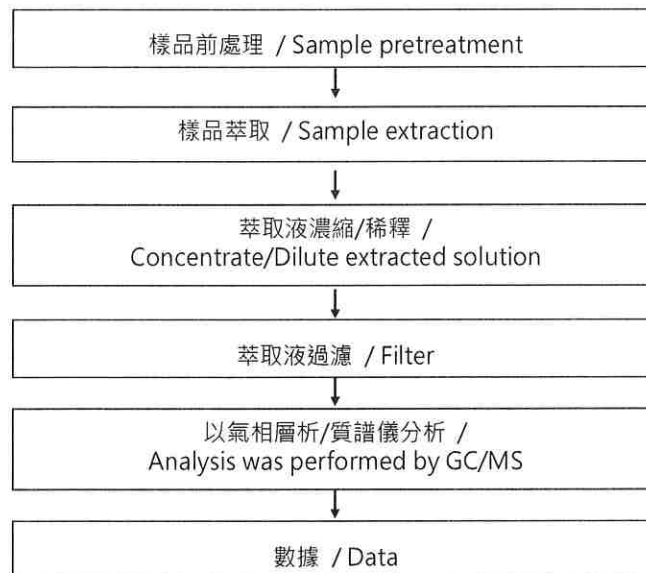 樣品前處理 / Sample pretreatment
樣品萃取 / Sample extraction
萃取液濃縮/稀釋 /
Concentrate/Dilute extracted solution
萃取液過濾 / Filter
以氣相層析/質譜儀分析 /
Analysis was performed by GC/MS
數據 / Data